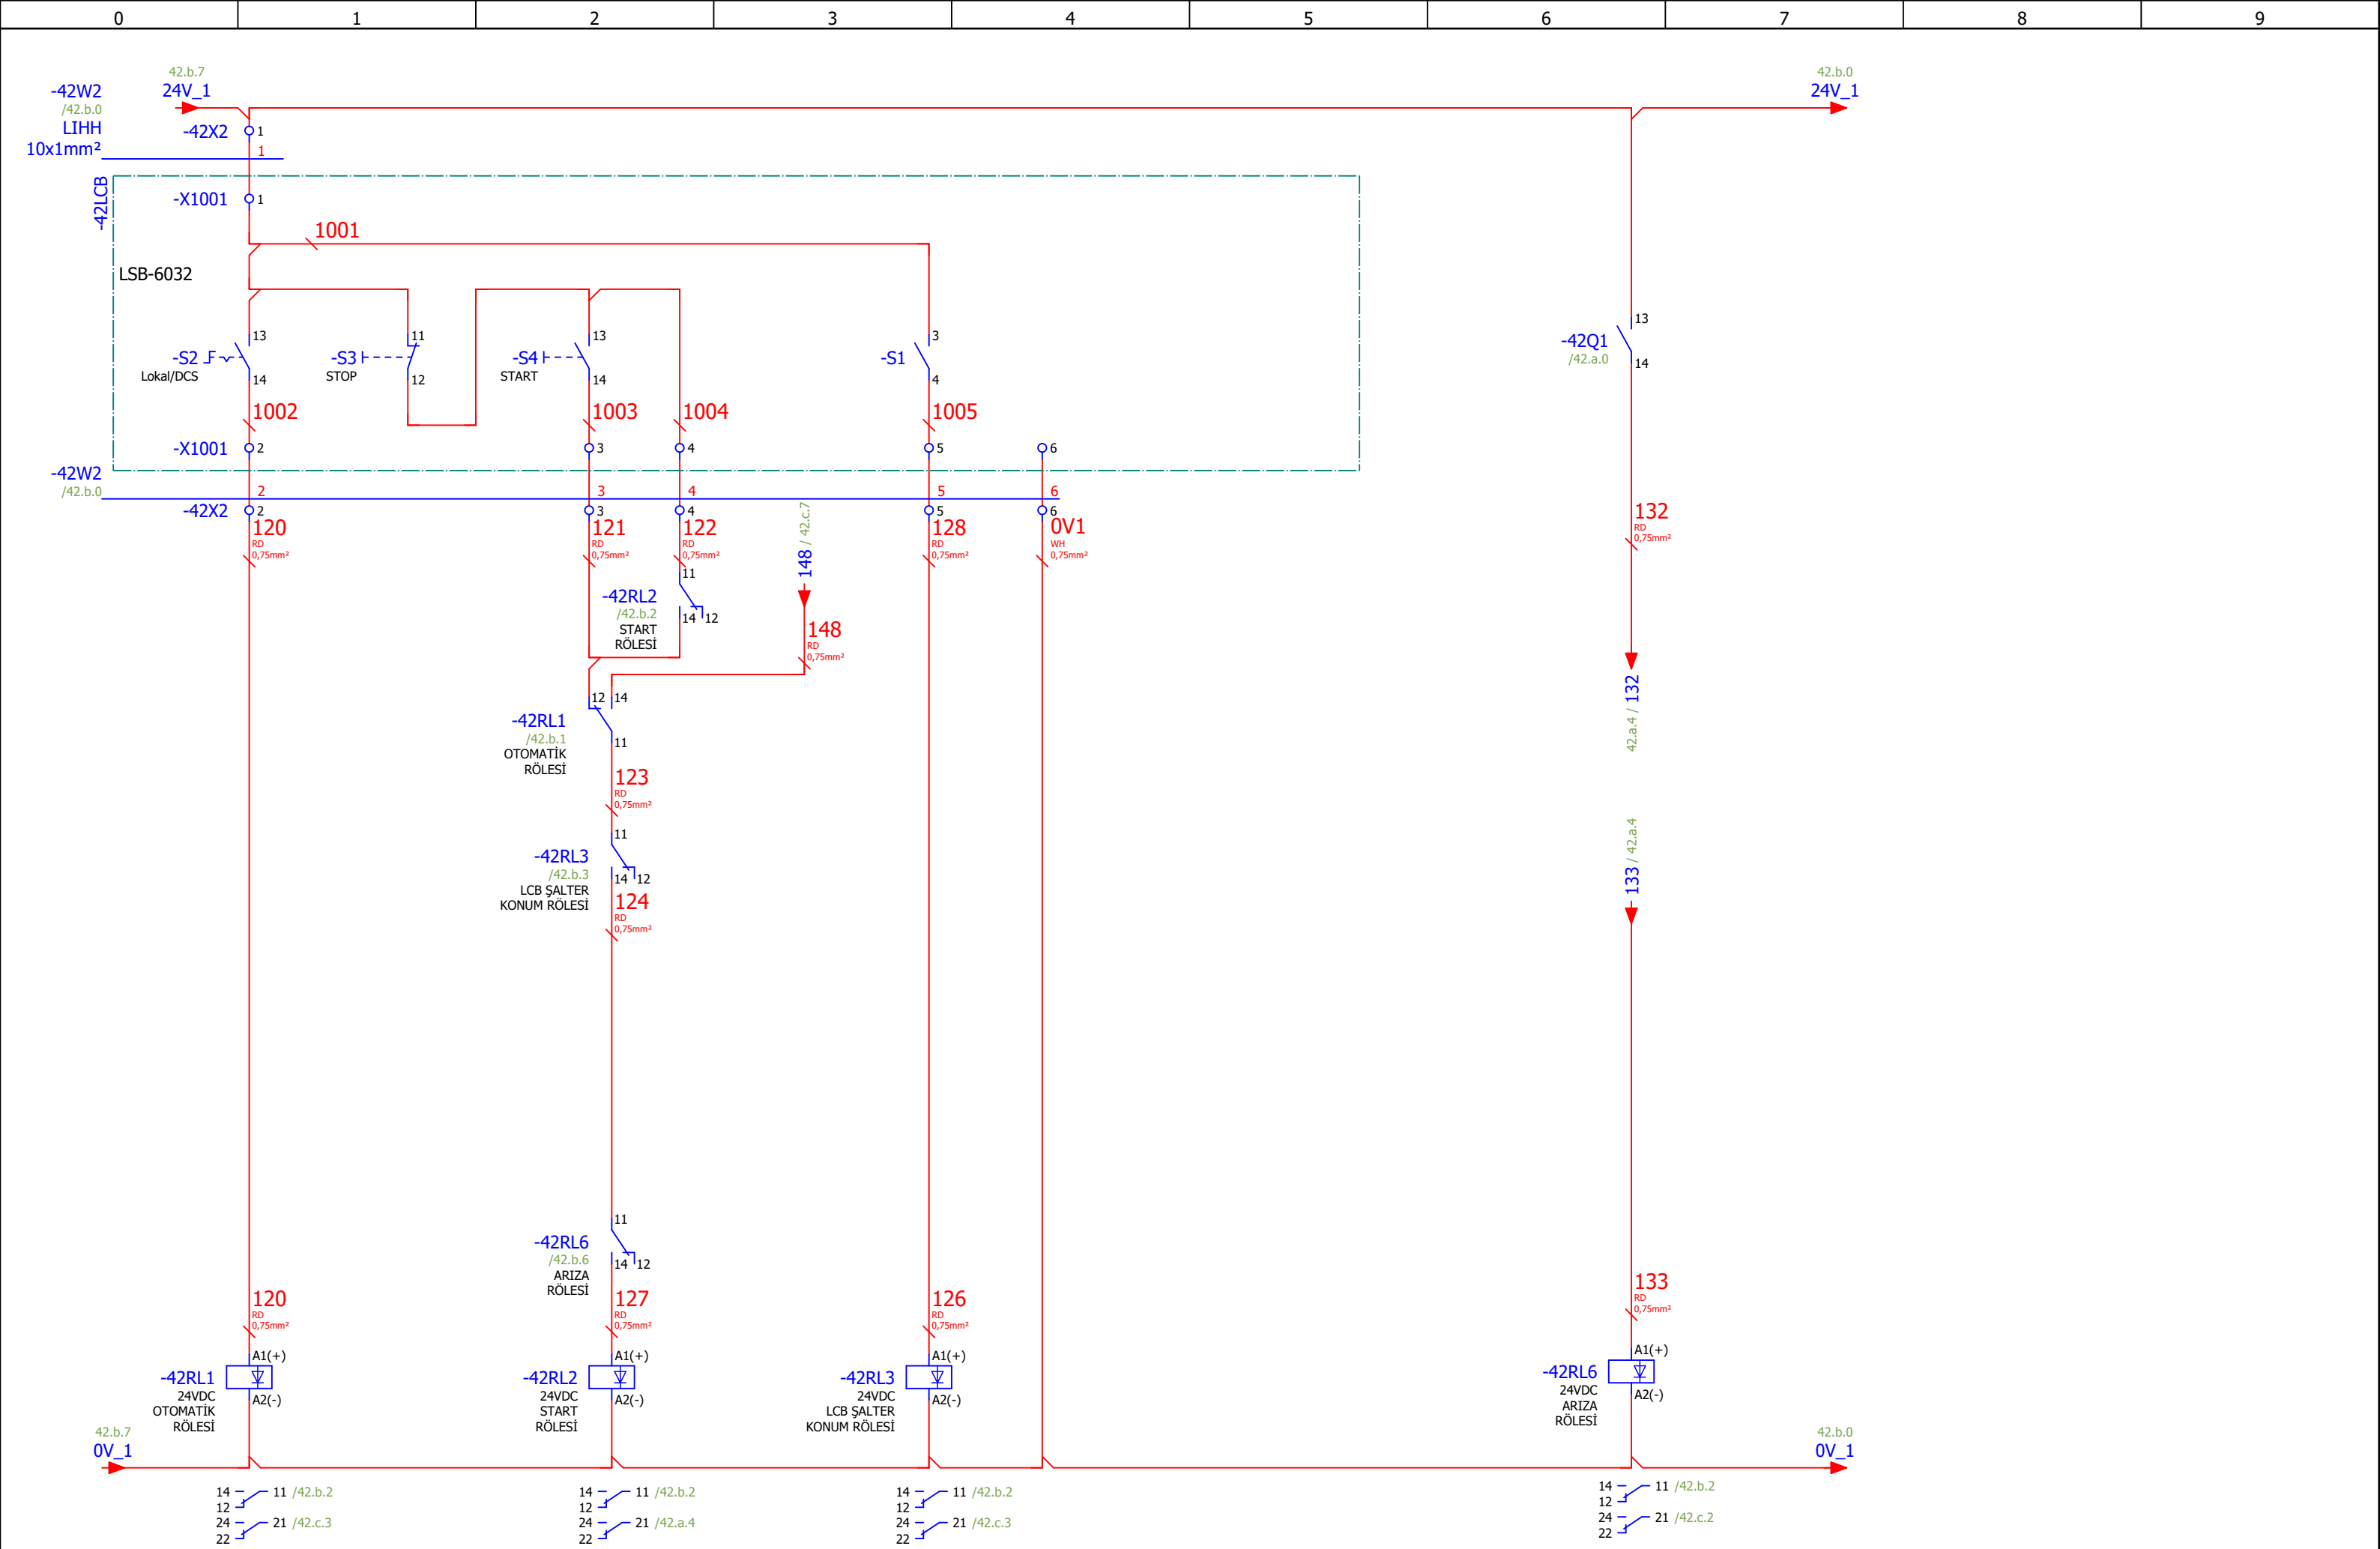 0 1 2 3 4 5 6 7 8 9
42.b.7
24V_1
42.b.0
24V_1
-42W2
/42.b.0
LIHH
10x1mm²
-42X2 1
1
-42LCB
-X1001 1
1001
LSB-6032
13
-S2
Lokal/DCS
14
11
-S3
STOP
12
13
-S4
START
14
3
-S1
4
13
-42Q1
/42.a.0
14
1002
1003
1004
1005
-X1001 2 3 4 5 6
-42W2
/42.b.0
2 3 4 5 6
-42X2 2 3 4 5 6
120
RD
0,75mm²
121
RD
0,75mm²
122
RD
0,75mm²
148 / 42.c.7
128
RD
0,75mm²
0V1
WH
0,75mm²
132
RD
0,75mm²
11
-42RL2
/42.b.2
START
RÖLESİ
14 12
148
RD
0,75mm²
42.a.4 / 132
12 14
-42RL1
/42.b.1
OTOMATİK
RÖLESİ
11
123
RD
0,75mm²
11
-42RL3
/42.b.3
LCB ŞALTER
KONUM RÖLESİ
14 12
124
RD
0,75mm²
133 / 42.a.4
11
-42RL6
/42.b.6
ARIZA
RÖLESİ
14 12
120
RD
0,75mm²
127
RD
0,75mm²
126
RD
0,75mm²
133
RD
0,75mm²
A1(+)
-42RL1
24VDC
OTOMATİK
RÖLESİ
A2(-)
A1(+)
-42RL2
24VDC
START
RÖLESİ
A2(-)
A1(+)
-42RL3
24VDC
LCB ŞALTER
KONUM RÖLESİ
A2(-)
A1(+)
-42RL6
24VDC
ARIZA
RÖLESİ
A2(-)
42.b.7
0V_1
42.b.0
0V_1
14 11 /42.b.2
12
24 21 /42.c.3
22
14 11 /42.b.2
12
24 21 /42.a.4
22
14 11 /42.b.2
12
24 21 /42.c.3
22
14 11 /42.b.2
12
24 21 /42.c.2
22